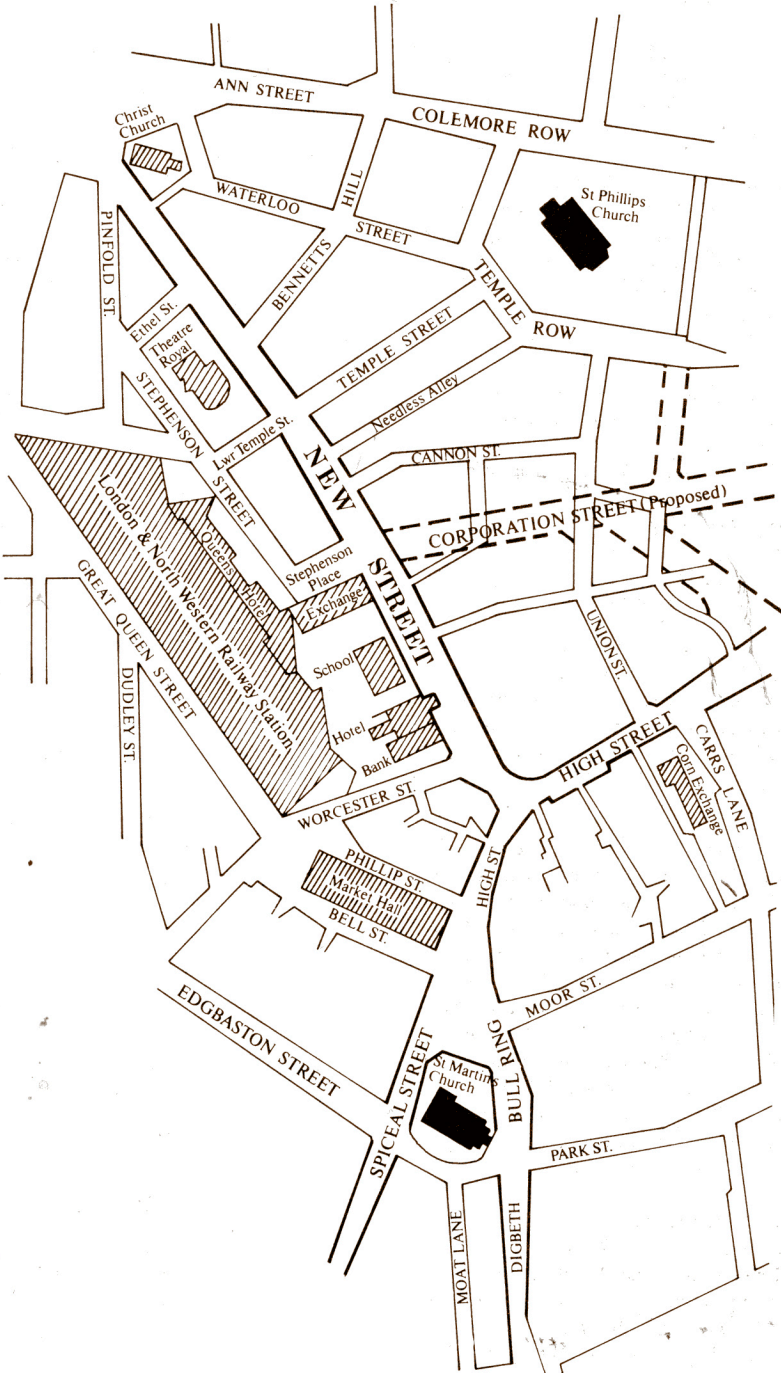 ANN STREET
COLEMORE ROW
Christ
Church
St Phillips
Church
WATERLOO
STREET
BENNETTS
HILL
PINFOLD ST.
Ethel St.
Theatre
Royal
TEMPLE
ROW
TEMPLE STREET
Needless Alley
STEPHENSON
STREET
Lwr Temple St.
NEW
STREET
CANNON ST.
CORPORATION STREET (Proposed)
London & North Western Railway Station.
Queens Hotel
Stephenson
Place
Exchange
GREAT QUEEN STREET
DUDLEY ST.
School
Hotel
Bank
UNION ST.
HIGH STREET
CARRS
LANE
Corn Exchange
WORCESTER ST.
PHILLIP ST.
Market Hall
BELL ST.
HIGH ST
MOOR ST.
EDGBASTON STREET
SPICEAL STREET
BULL RING
St Martins
Church
PARK ST.
MOAT LANE
DIGBETH